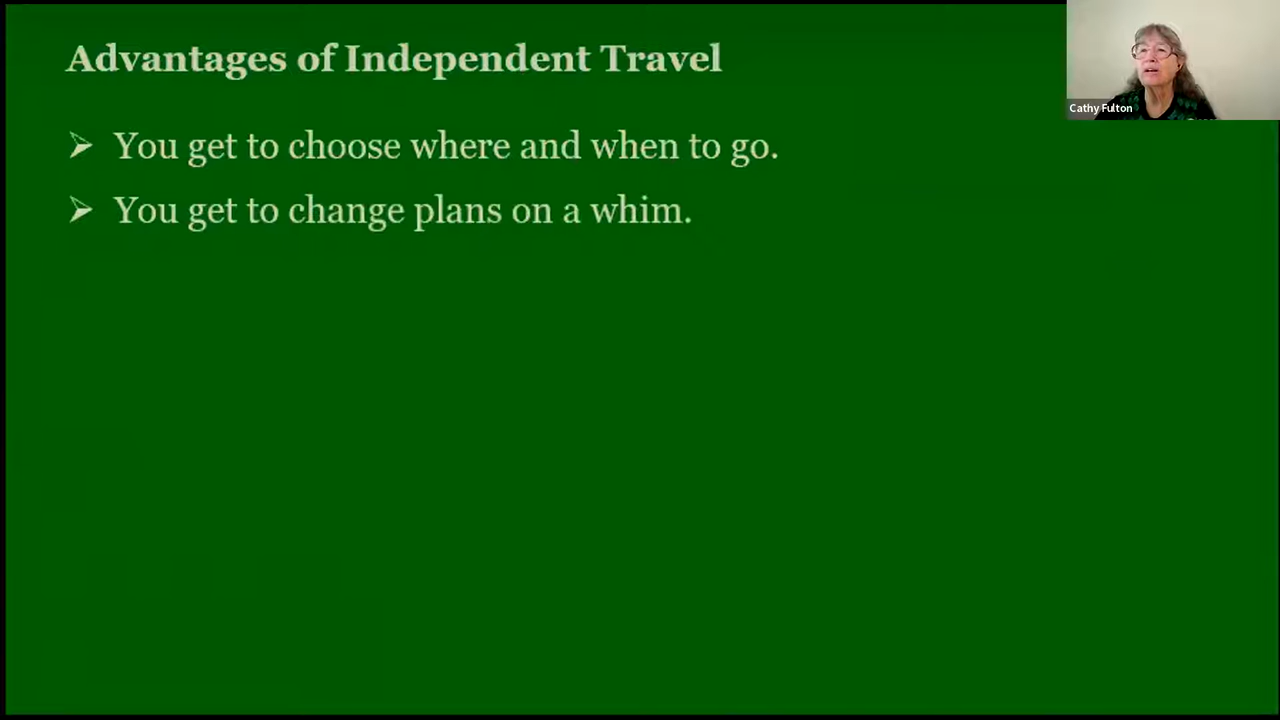 Advantages of Independent Travel
Cathy Fulton
➢ You get to choose where and when to go.
➢ You get to change plans on a whim.